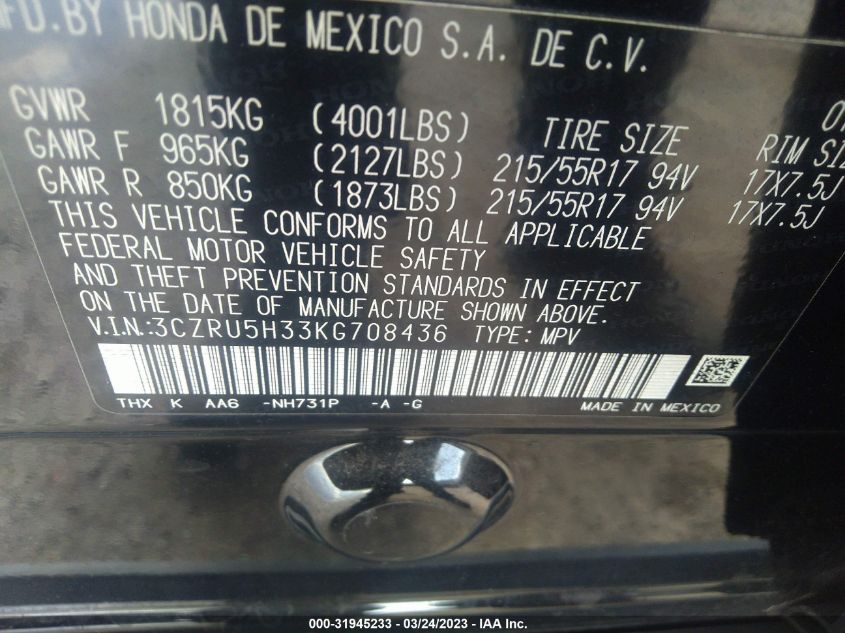 MFD.BY HONDA DE MEXICO S.A. DE C.V.
GVWR 1815KG (4001LBS) TIRE SIZE RIM
GAWR F 965KG (2127LBS) 215/55R17 94V 17X7.5J
GAWR R 850KG (1873LBS) 215/55R17 94V 17X7.5J
THIS VEHICLE CONFORMS TO ALL APPLICABLE
FEDERAL MOTOR VEHICLE SAFETY
AND THEFT PREVENTION STANDARDS IN EFFECT
ON THE DATE OF MANUFACTURE SHOWN ABOVE.
V.I.N.:3CZRU5H33KG708436 TYPE: MPV
THX K AA6 -NH731P -A -G MADE IN MEXICO
000-31945233 - 03/24/2023 - IAA Inc.